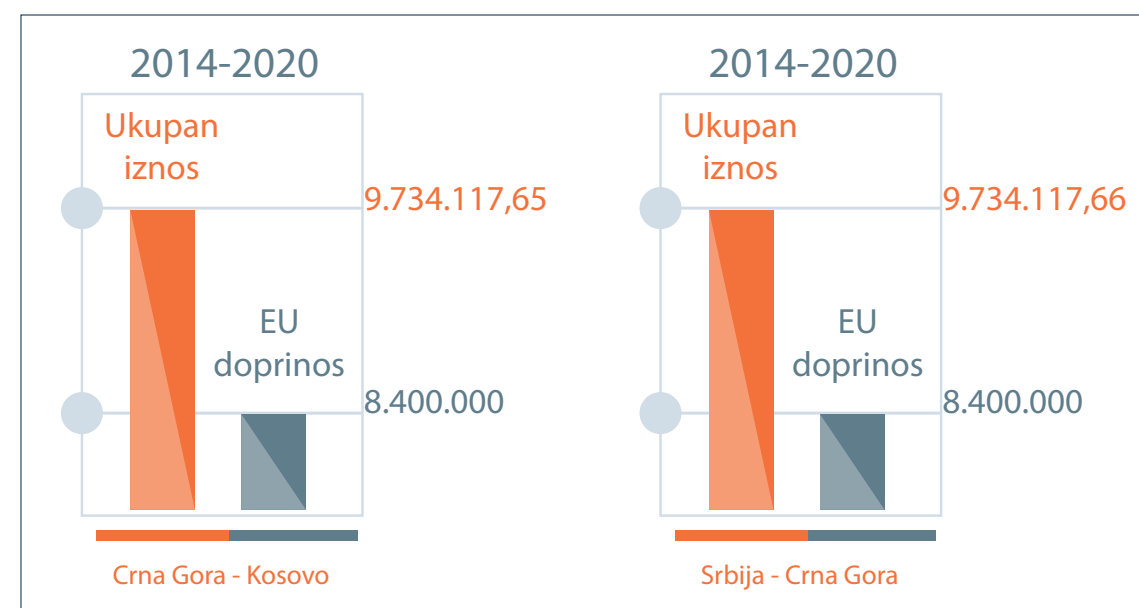 2014-2020
Ukupan
iznos
9.734.117,65
EU
doprinos
8.400.000
Crna Gora - Kosovo
2014-2020
Ukupan
iznos
9.734.117,66
EU
doprinos
8.400.000
Srbija - Crna Gora